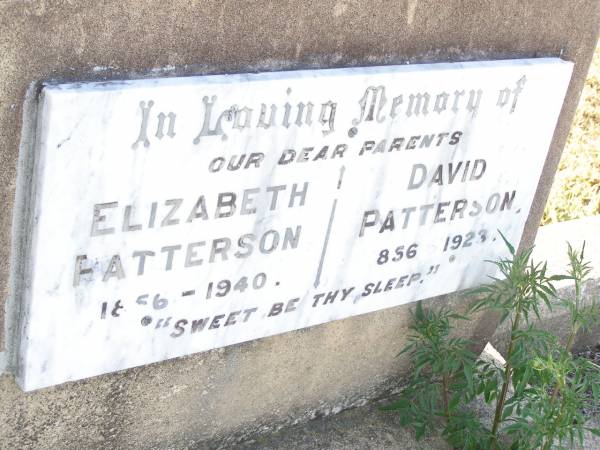 In Loving Memory of
OUR DEAR PARENTS
ELIZABETH
PATTERSON
1856 – 1940.
DAVID
PATTERSON.
856 1923.
"SWEET BE THY SLEEP."